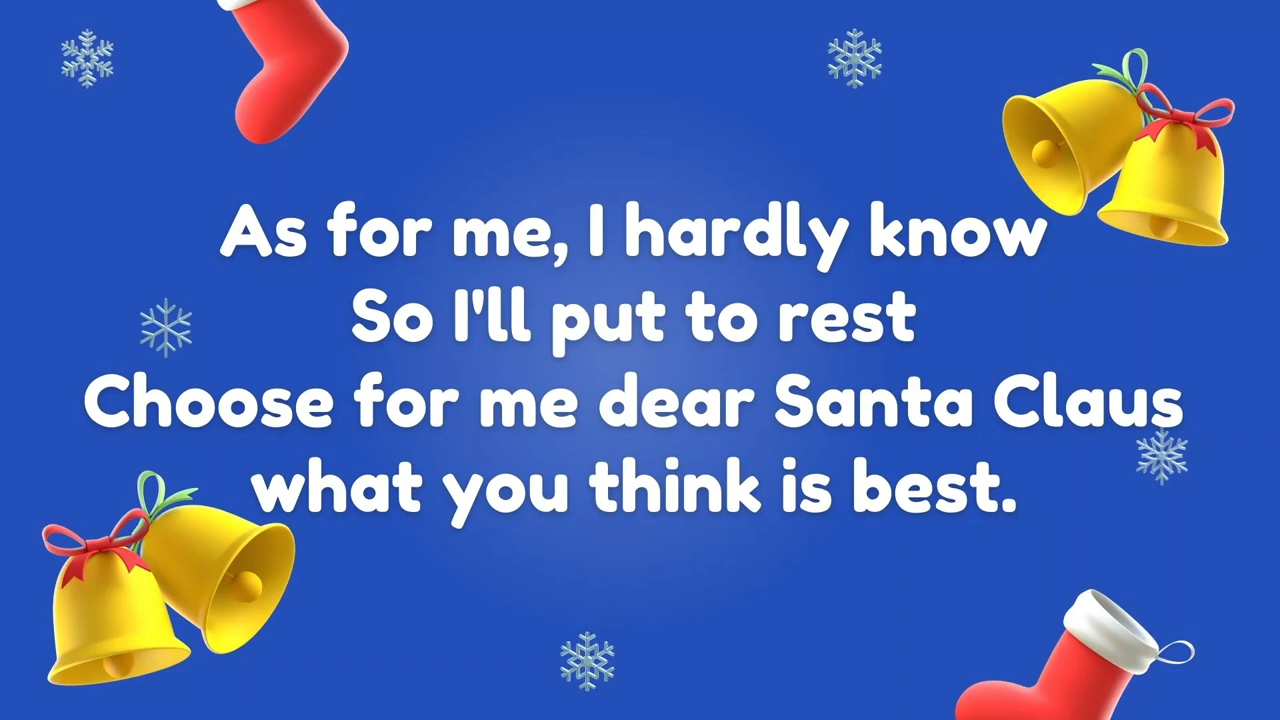 As for me, I hardly know
So I'll put to rest
Choose for me dear Santa Claus
what you think is best.